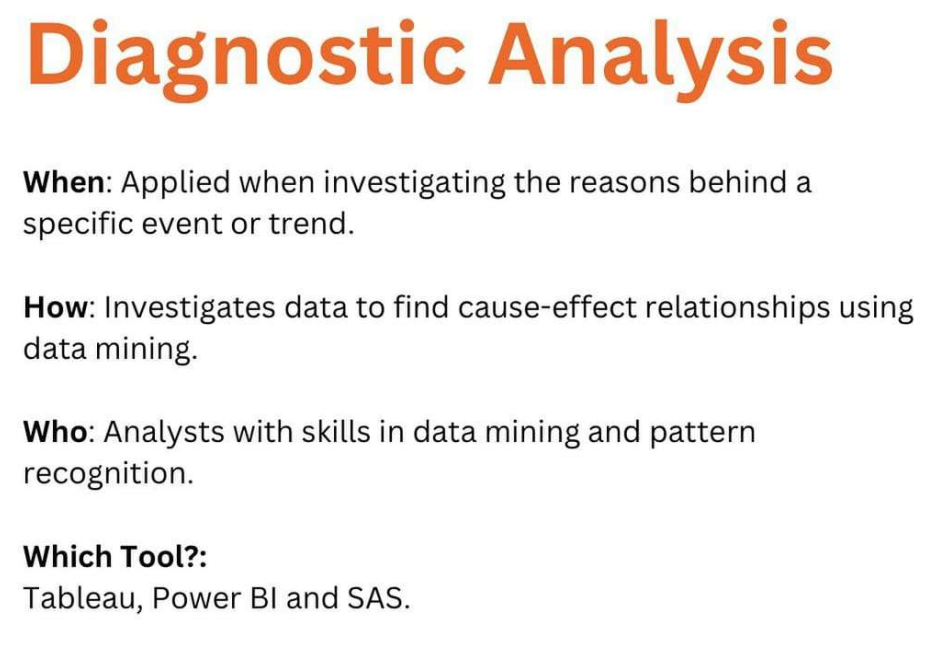 Diagnostic Analysis
When: Applied when investigating the reasons behind a
specific event or trend.
How: Investigates data to find cause-effect relationships using
data mining.
Who: Analysts with skills in data mining and pattern
recognition.
Which Tool?:
Tableau, Power BI and SAS.